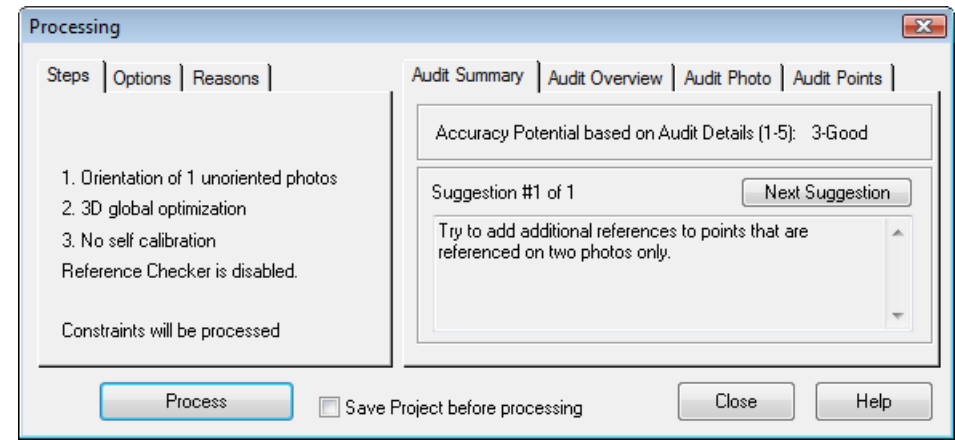 Processing
Steps
Options
Reasons
1. Orientation of 1 unoriented photos
2. 3D global optimization
3. No self calibration
Reference Checker is disabled.
Constraints will be processed
Audit Summary
Audit Overview
Audit Photo
Audit Points
Accuracy Potential based on Audit Details (1-5): 3-Good
Suggestion #1 of 1
Next Suggestion
Try to add additional references to points that are
referenced on two photos only.
Process
Save Project before processing
Close
Help